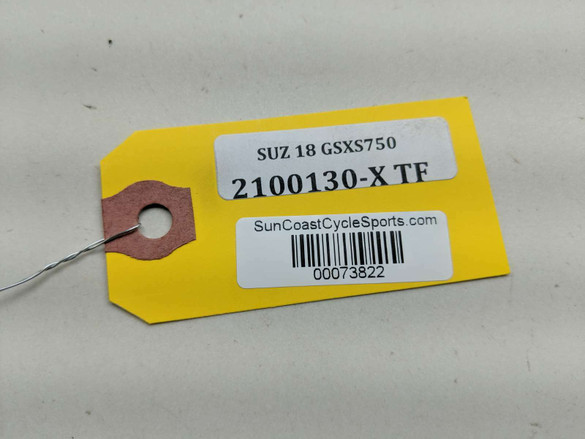 SUZ 18 GSXS750
2100130-X TF
SunCoastCycleSports.com
00073822